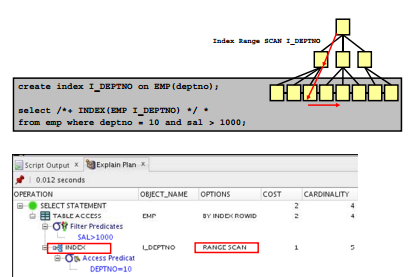 Index Range SCAN I_DEPTNO
create index I_DEPTNO on EMP(deptno);
select /*+ INDEX(EMP I_DEPTNO) */ *
from emp where deptno = 10 and sal > 1000;
Script Output x Explain Plan x
0.012 seconds
OPERATION OBJECT_NAME OPTIONS COST CARDINALITY
SELECT STATEMENT 2 4
TABLE ACCESS EMP BY INDEX ROWID 2 4
Filter Predicates
SAL>1000
INDEX I_DEPTNO RANGE SCAN 1 5
Access Predicat
DEPTNO=10